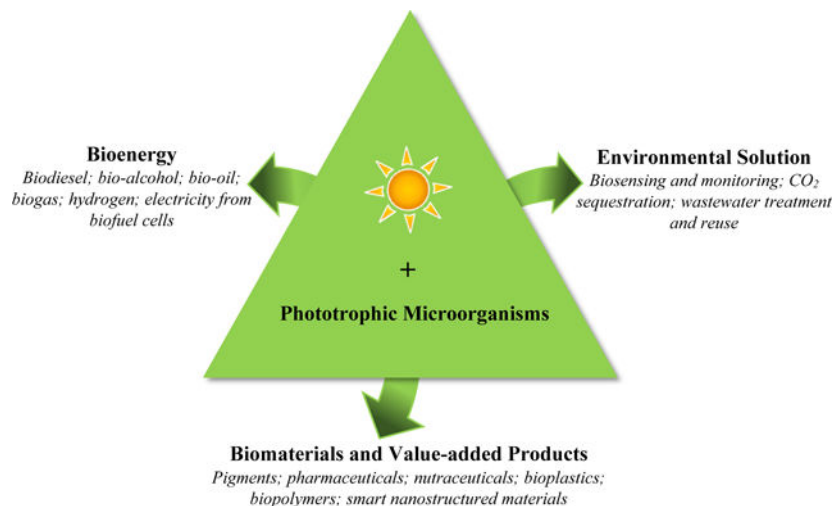 Bioenergy
Biodiesel; bio-alcohol; bio-oil;
biogas; hydrogen; electricity from
biofuel cells
Environmental Solution
Biosensing and monitoring; CO₂
sequestration; wastewater treatment
and reuse
+
Phototrophic Microorganisms
Biomaterials and Value-added Products
Pigments; pharmaceuticals; nutraceuticals; bioplastics;
biopolymers; smart nanostructured materials